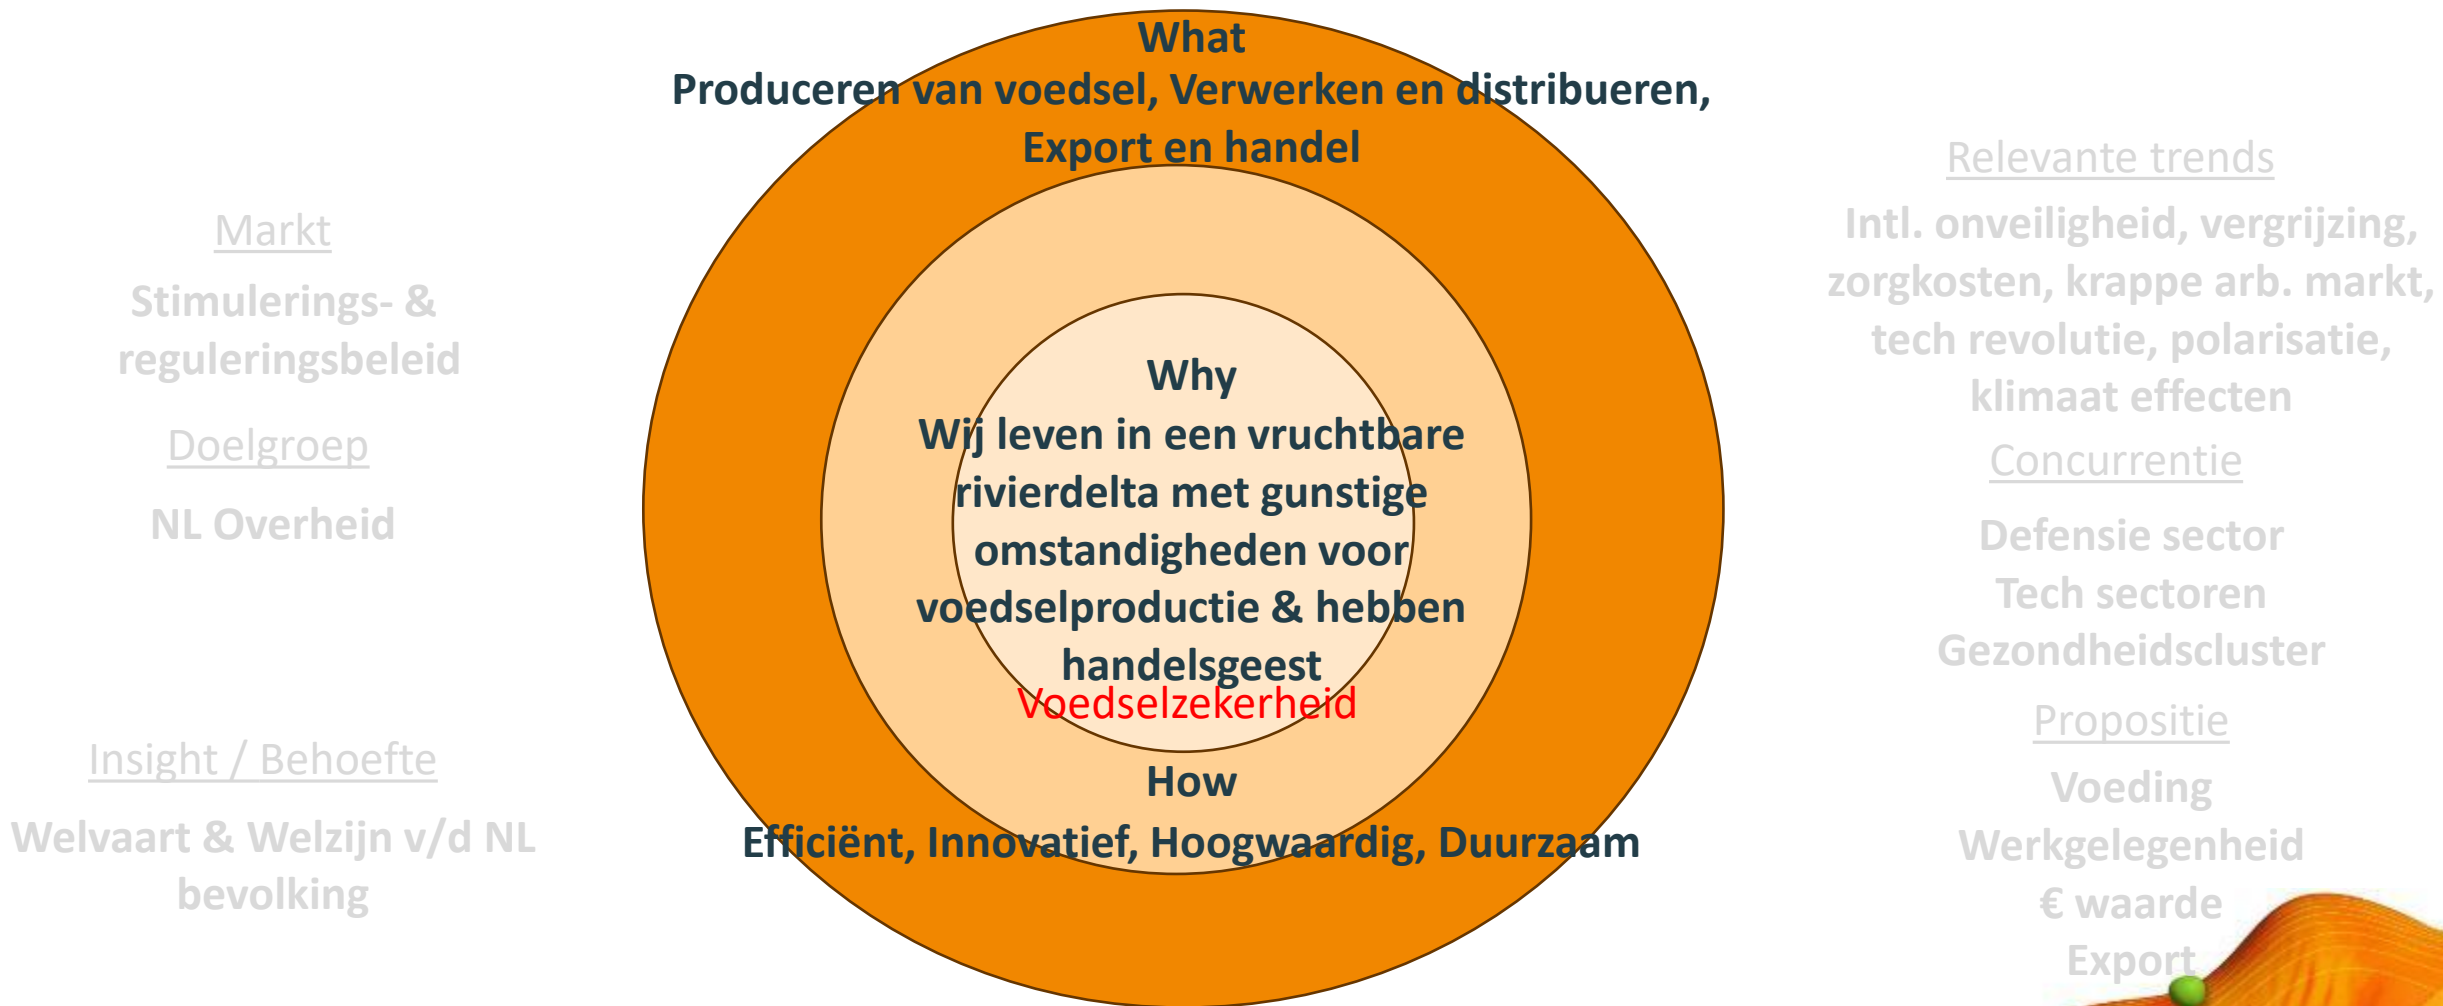 Markt
Stimulerings- &
reguleringsbeleid
Doelgroep
NL Overheid
Insight / Behoefte
Welvaart & Welzijn v/d NL
bevolking
What
Produceren van voedsel, Verwerken en distribueren,
Export en handel
Why
Wij leven in een vruchtbare
rivierdelta met gunstige
omstandigheden voor
voedselproductie & hebben
handelsgeest
Voedselzekerheid
How
Efficiënt, Innovatief, Hoogwaardig, Duurzaam
Relevante trends
Intl. onveiligheid, vergrijzing,
zorgkosten, krappe arb. markt,
tech revolutie, polarisatie,
klimaat effecten
Concurrentie
Defensie sector
Tech sectoren
Gezondheidscluster
Propositie
Voeding
Werkgelegenheid
€ waarde
Export